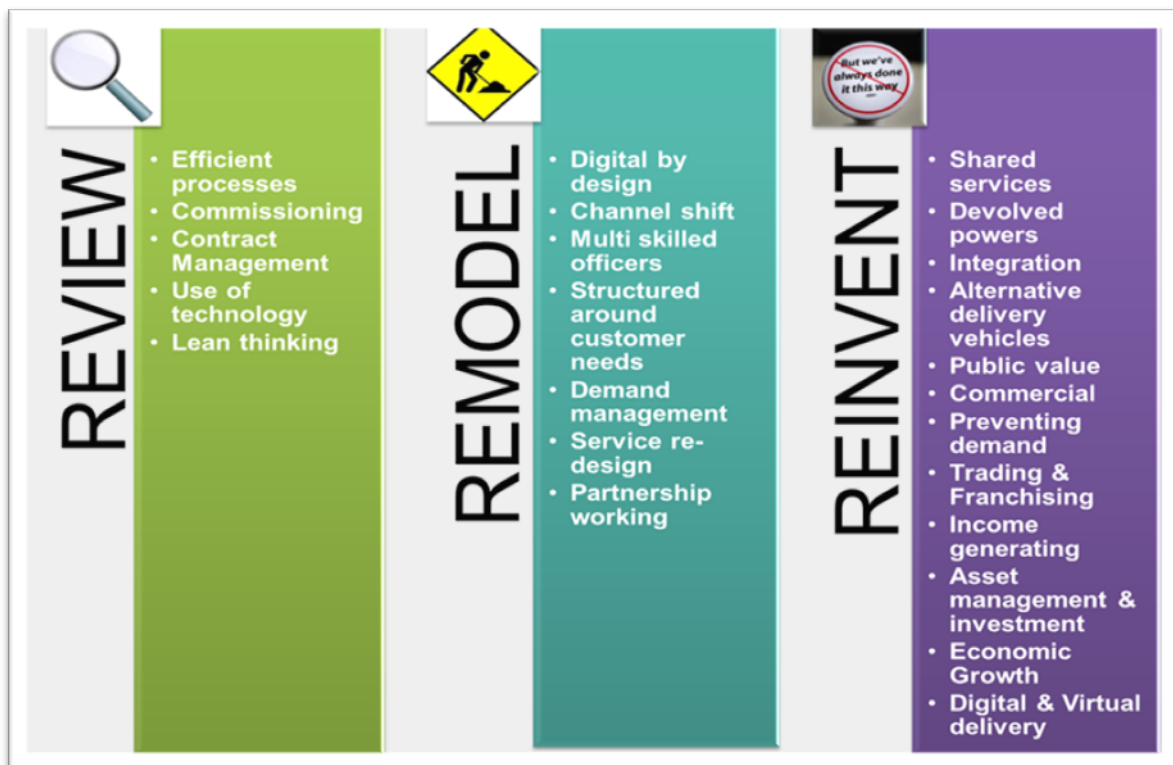 REVIEW
• Efficient
processes
• Commissioning
• Contract
Management
• Use of
technology
• Lean thinking
REMODEL
• Digital by
design
• Channel shift
• Multi skilled
officers
• Structured
around
customer
needs
• Demand
management
• Service re-
design
• Partnership
working
But we've
always done
it this way
REINVENT
• Shared
services
• Devolved
powers
• Integration
• Alternative
delivery
vehicles
• Public value
• Commercial
• Preventing
demand
• Trading &
Franchising
• Income
generating
• Asset
management &
investment
• Economic
Growth
• Digital & Virtual
delivery